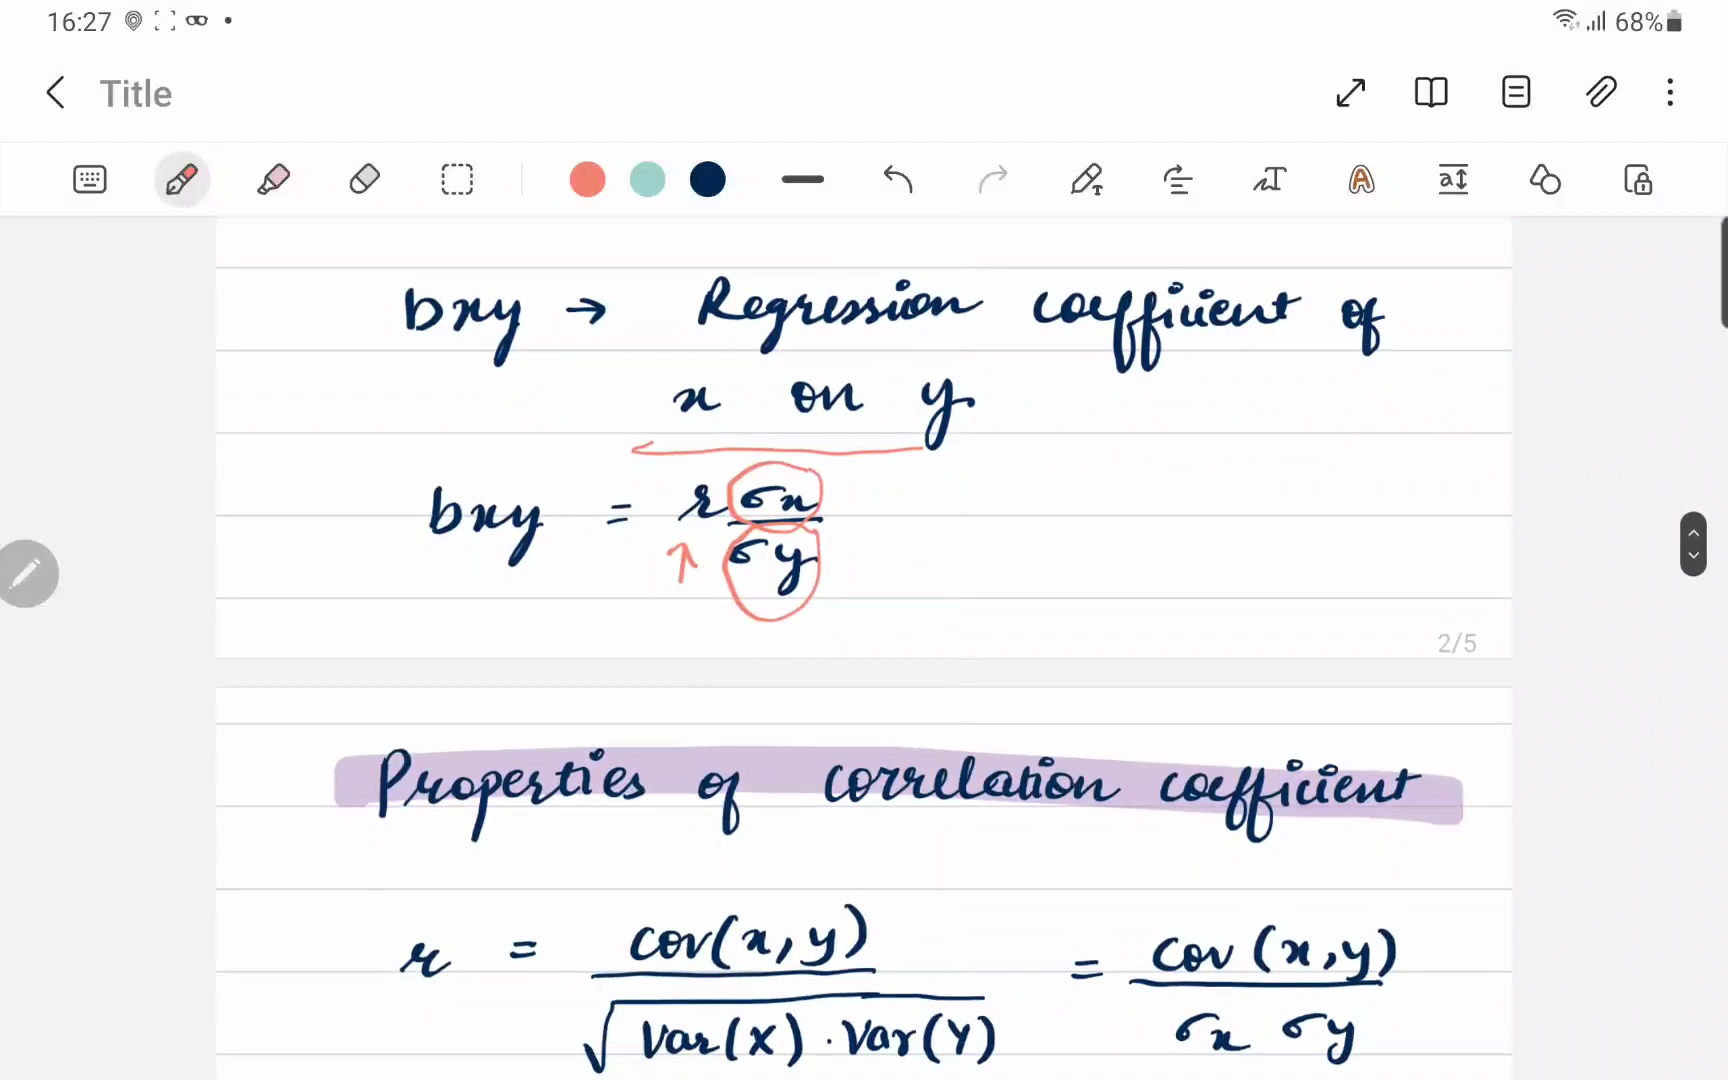 16:27
68%
Title
bxy → Regression coefficient of
x on y
bxy = r σx / σy
2/5
Properties of correlation coefficient
r = cov(x,y) / √Var(X).Var(Y) = cov(x,y) / σx σy